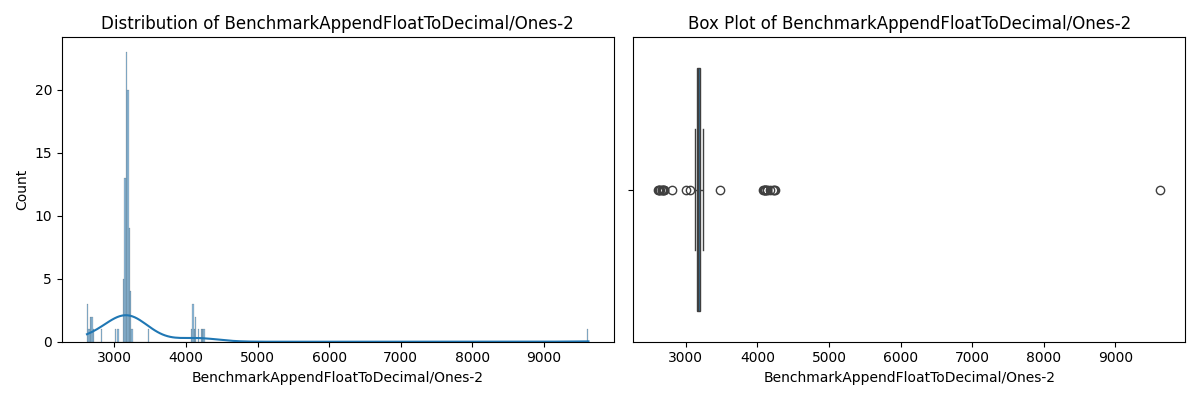 Distribution of BenchmarkAppendFloatToDecimal/Ones-2
Count
20
15
10
5
0
3000 4000 5000 6000 7000 8000 9000
BenchmarkAppendFloatToDecimal/Ones-2
Box Plot of BenchmarkAppendFloatToDecimal/Ones-2
3000 4000 5000 6000 7000 8000 9000
BenchmarkAppendFloatToDecimal/Ones-2